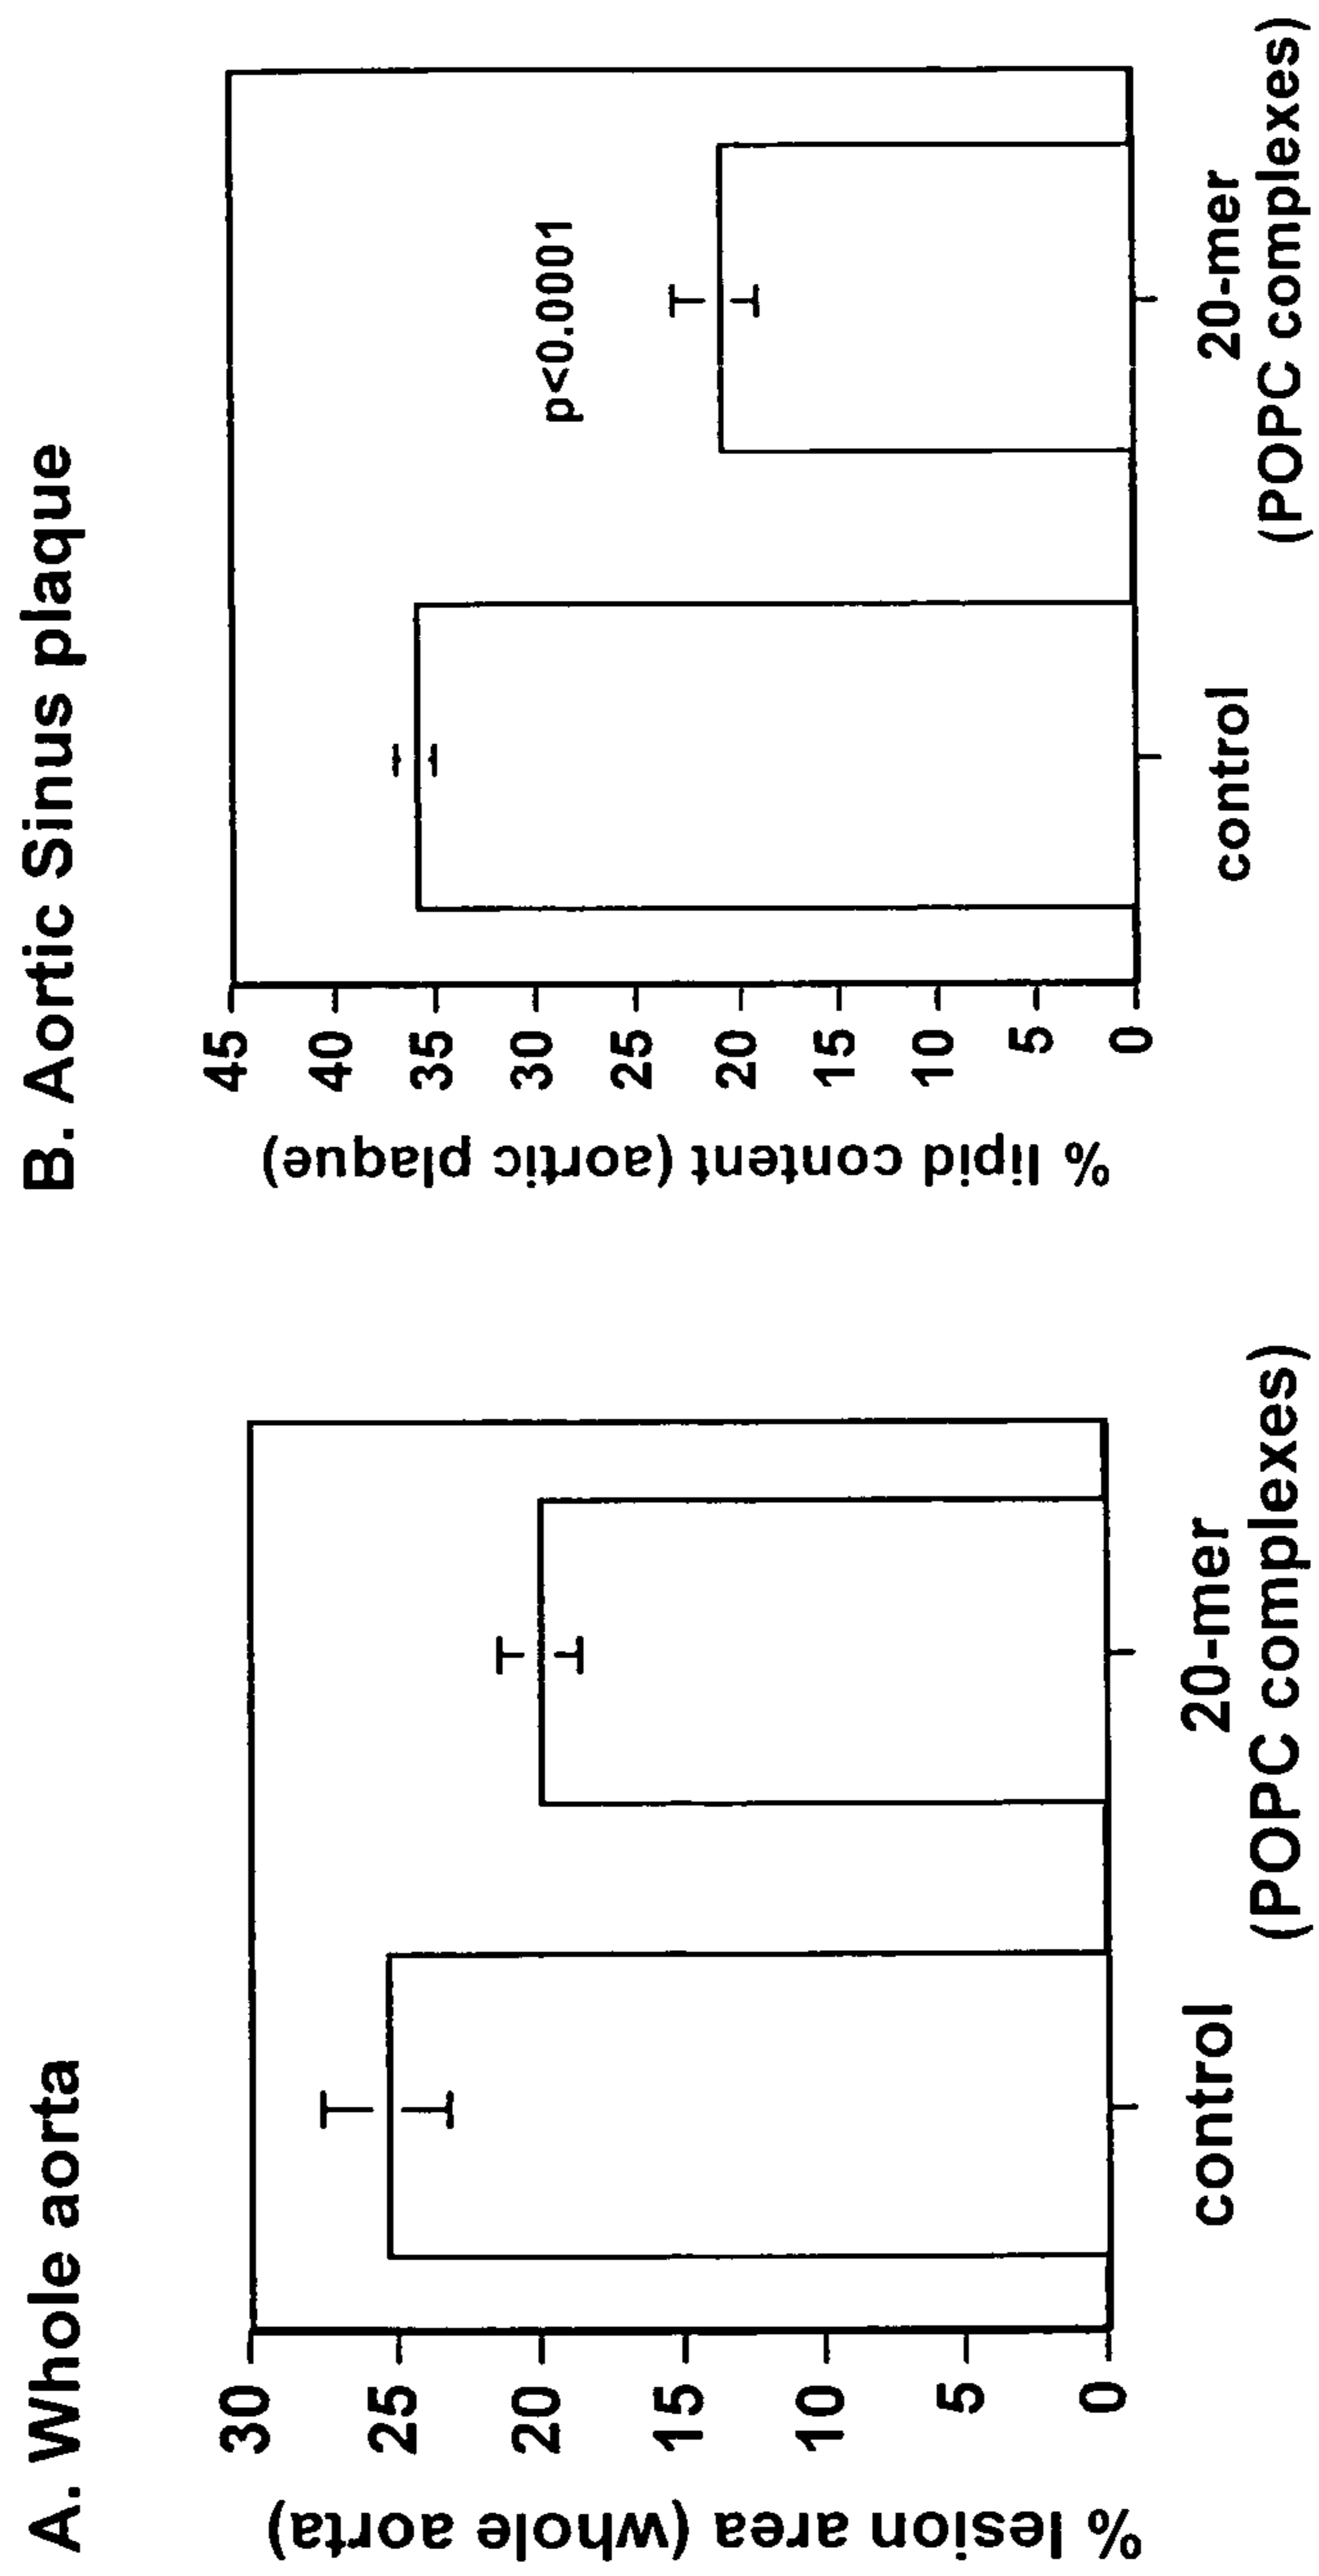 A. Whole aorta
% lesion area (whole aorta)
30
25
20
15
10
5
0
control
20-mer
(POPC complexes)
B. Aortic Sinus plaque
% lipid content (aortic plaque)
45
40
35
30
25
20
15
10
5
0
p<0.0001
control
20-mer
(POPC complexes)